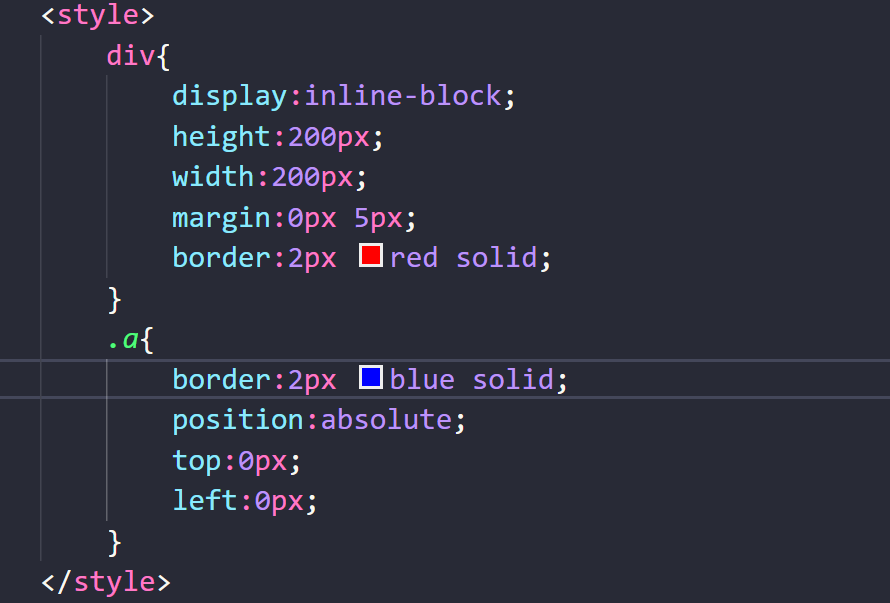 <style>
div{
display:inline-block;
height:200px;
width:200px;
margin:0px 5px;
border:2px red solid;
}
.a{
border:2px blue solid;
position:absolute;
top:0px;
left:0px;
}
</style>